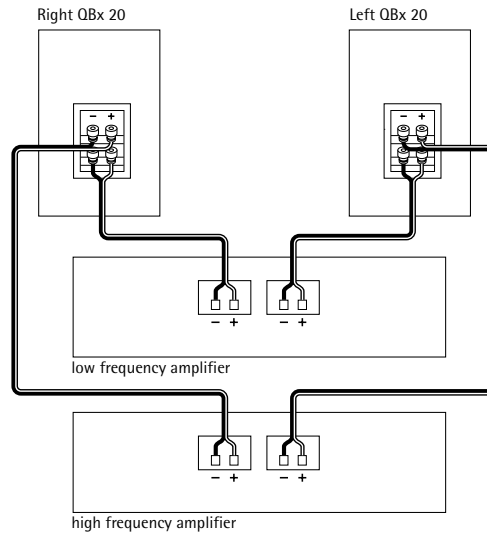 Right QBx 20
Left QBx 20
– +
– +
– +
– +
low frequency amplifier
– +
– +
high frequency amplifier